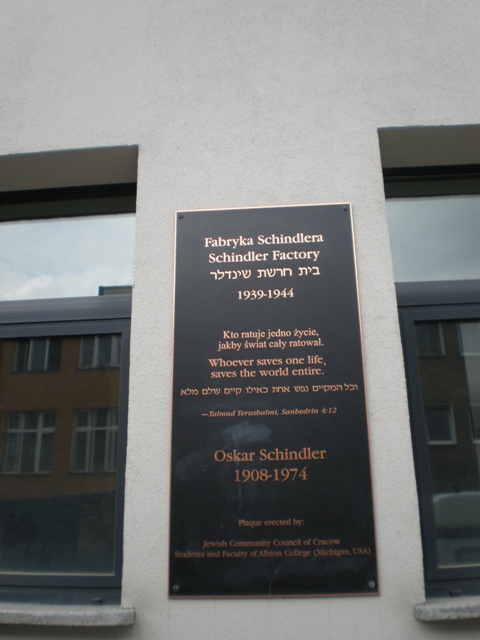 Fabryka Schindlera
Schindler Factory
בית חרשת שינדלר
1939-1944
Kto ratuje jedno życie,
jakby świat cały ratował.
Whoever saves one life,
saves the world entire.
וכל המקיים נפש אחת כאילו קיים עולם מלא
—Talmud Yerushalmi, Sanhedrin 4:12
Oskar Schindler
1908-1974
Plaque erected by:
Jewish Community Council of Cracow
Students and Faculty of Albion College (Michigan, USA)